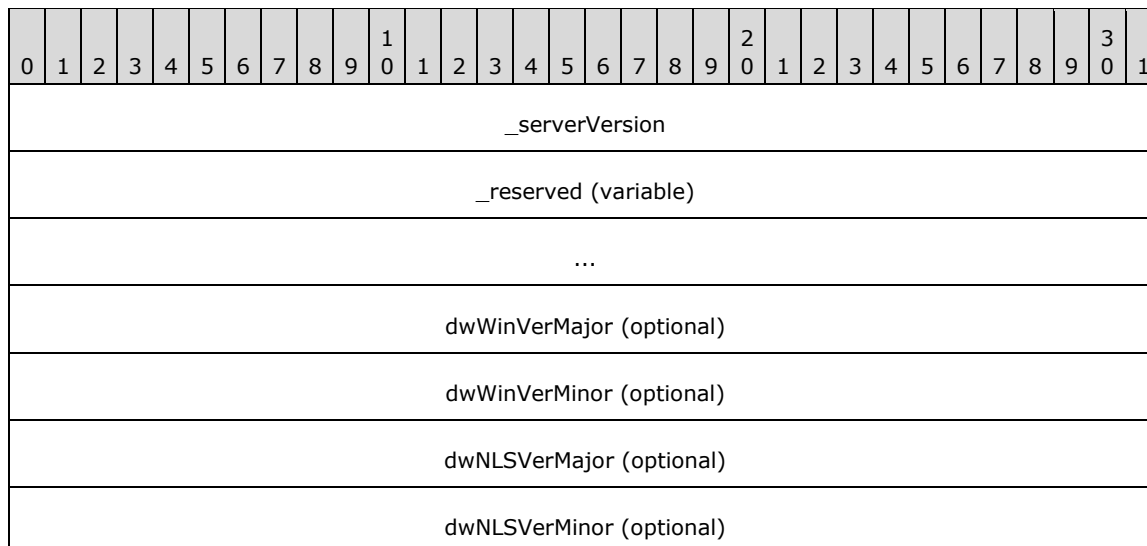 1 2 3
0 1 2 3 4 5 6 7 8 9 0 1 2 3 4 5 6 7 8 9 0 1 2 3 4 5 6 7 8 9 0 1
_serverVersion
_reserved (variable)
...
dwWinVerMajor (optional)
dwWinVerMinor (optional)
dwNLSVerMajor (optional)
dwNLSVerMinor (optional)